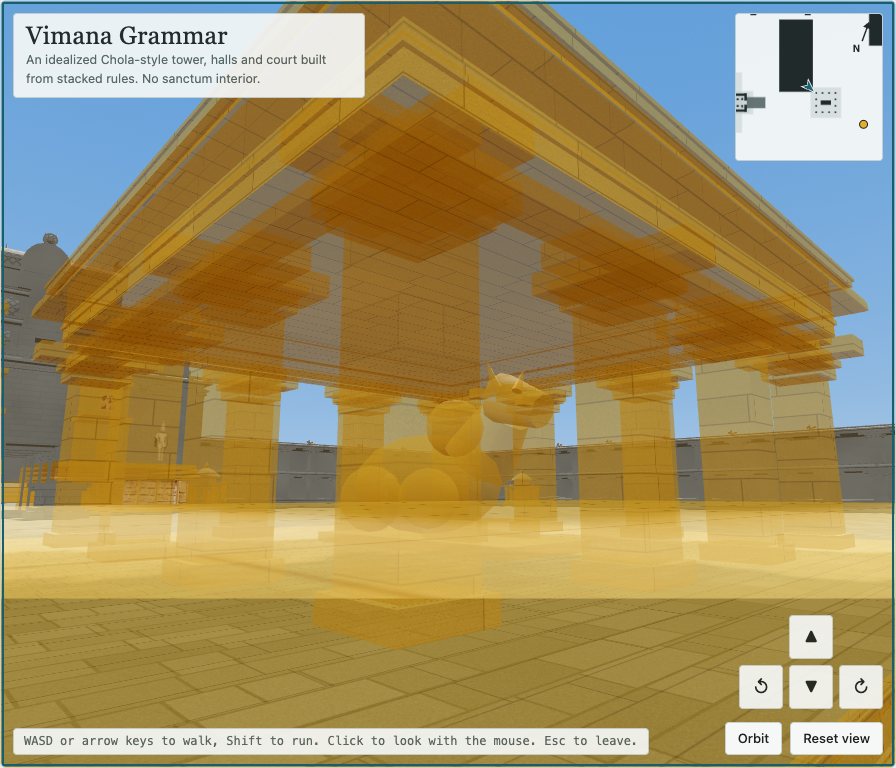 Vimana Grammar
An idealized Chola-style tower, halls and court built
from stacked rules. No sanctum interior.
N
WASD or arrow keys to walk, Shift to run. Click to look with the mouse. Esc to leave.
Orbit
Reset view